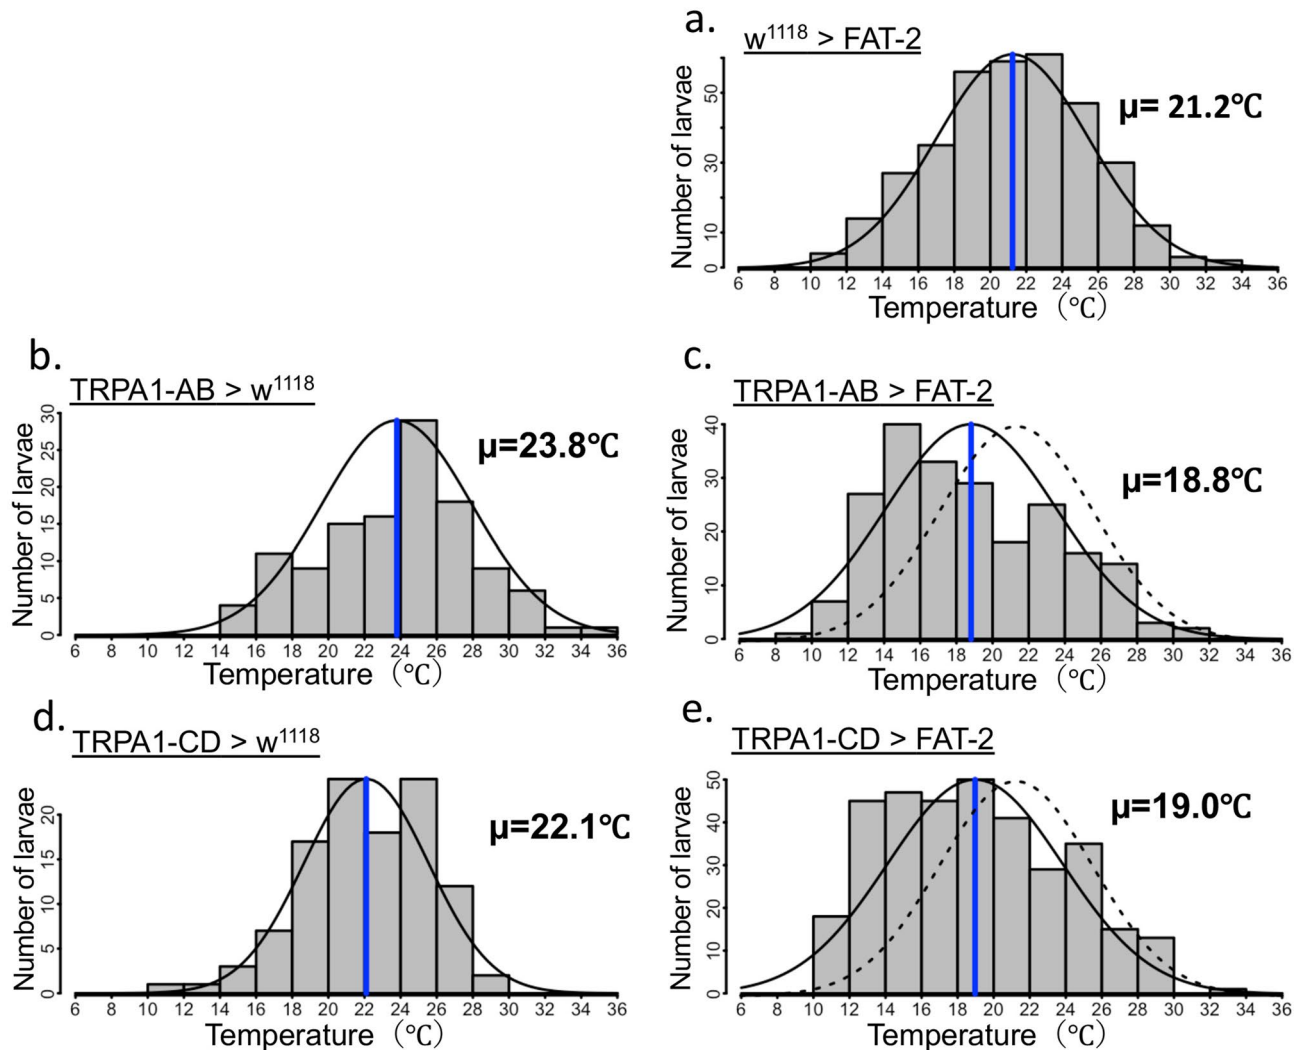 a.
w¹¹¹⁸ > FAT-2
μ= 21.2℃
Number of larvae
0 10 30 50
6 8 10 12 14 16 18 20 22 24 26 28 30 32 34 36
Temperature (℃)
b.
TRPA1-AB > w¹¹¹⁸
μ=23.8℃
Number of larvae
0 5 10 15 20 25 30
6 8 10 12 14 16 18 20 22 24 26 28 30 32 34 36
Temperature (℃)
c.
TRPA1-AB > FAT-2
μ=18.8℃
Number of larvae
0 10 20 30 40
6 8 10 12 14 16 18 20 22 24 26 28 30 32 34 36
Temperature (℃)
d.
TRPA1-CD > w¹¹¹⁸
μ=22.1℃
Number of larvae
0 5 10 15 20
6 8 10 12 14 16 18 20 22 24 26 28 30 32 34 36
Temperature (℃)
e.
TRPA1-CD > FAT-2
μ=19.0℃
Number of larvae
0 10 20 30 40 50
6 8 10 12 14 16 18 20 22 24 26 28 30 32 34 36
Temperature (℃)